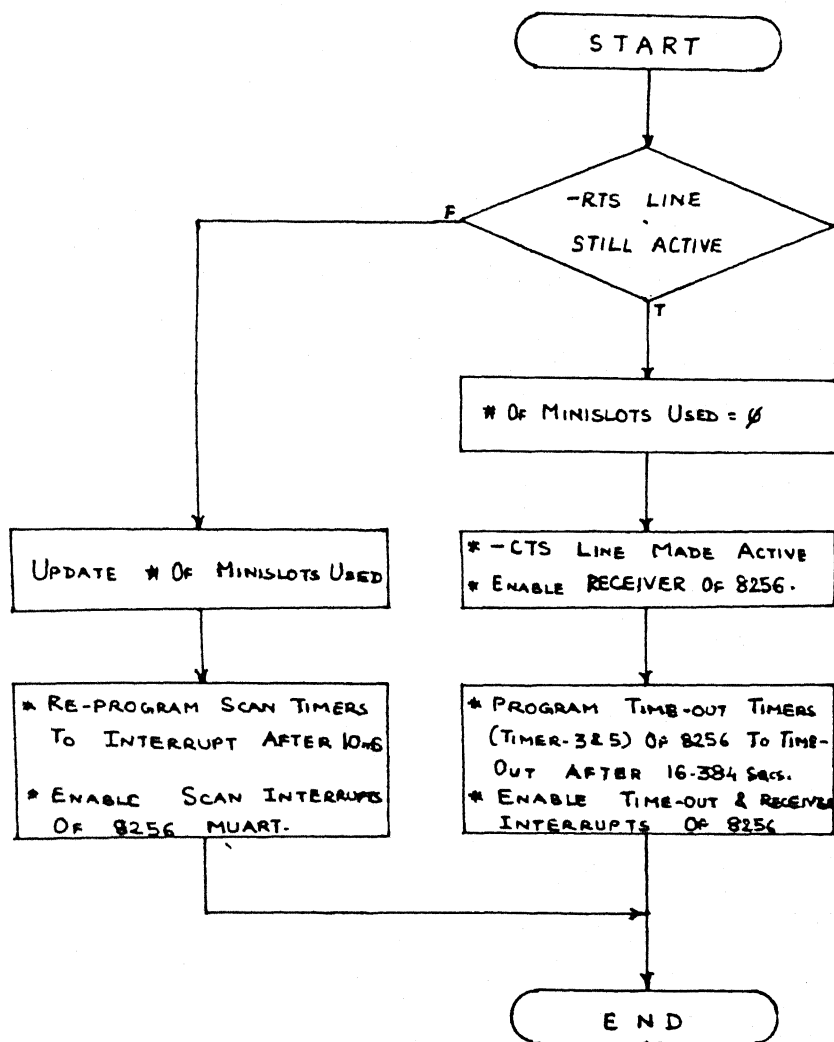 START
-RTS LINE
STILL ACTIVE
F
T
# OF MINISLOTS USED = ∅
* -CTS LINE MADE ACTIVE
* ENABLE RECEIVER OF 8256.
UPDATE # OF MINISLOTS USED
* RE-PROGRAM SCAN TIMERS
TO INTERRUPT AFTER 10mS
* ENABLE SCAN INTERRUPTS
OF 8256 MUART.
* PROGRAM TIME-OUT TIMERS
(TIMER-3&5) OF 8256 TO TIME-
OUT AFTER 16.384 SECS.
* ENABLE TIME-OUT & RECEIVER
INTERRUPTS OF 8256
END